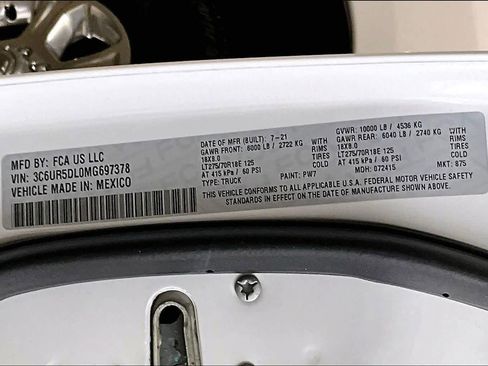 MFD BY: FCA US LLC
VIN: 3C6UR5DL0MG697378
VEHICLE MADE IN: MEXICO
DATE OF MFR (BUILT): 7-21
GAWR FRONT: 6000 LB / 2722 KG
18X8.0 RIMS
LT275/70R18E 125 TIRES
AT 415 kPa / 60 PSI
TYPE: TRUCK
PAINT: PW7
GVWR: 10000 LB / 4536 KG
GAWR REAR: 6040 LB / 2740 KG
18X8.0 RIMS
LT275/70R18E 125 TIRES
AT 415 kPa / 60 PSI
MDH: 072415
MKT: 875
THIS VEHICLE CONFORMS TO ALL APPLICABLE U.S.A. FEDERAL MOTOR VEHICLE SAFETY
STANDARDS IN EFFECT ON THE DATE OF MANUFACTURE SHOWN ABOVE.